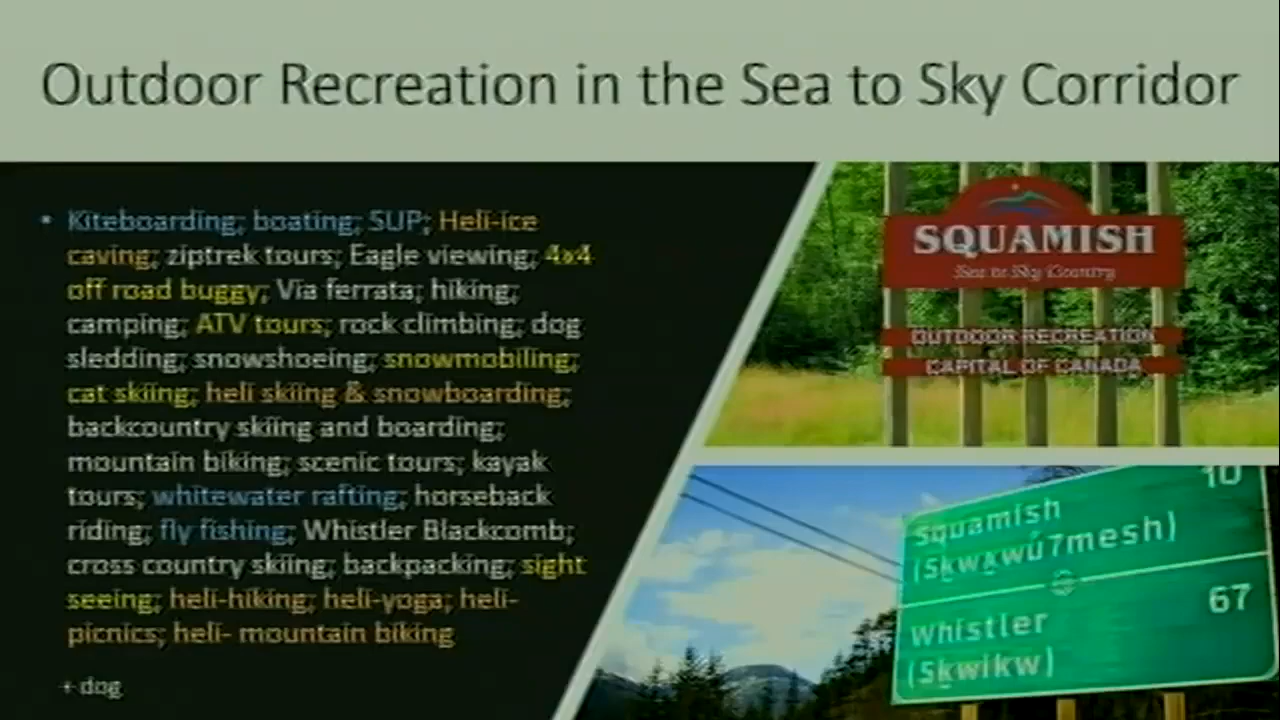 Outdoor Recreation in the Sea to Sky Corridor
• Kiteboarding; boating; SUP; Heli-ice
caving; ziptrek tours; Eagle viewing; 4x4
off road buggy; Via ferrata; hiking;
camping; ATV tours; rock climbing; dog
sledding; snowshoeing; snowmobiling;
cat skiing; heli skiing & snowboarding;
backcountry skiing and boarding;
mountain biking; scenic tours; kayak
tours; whitewater rafting; horseback
riding; fly fishing; Whistler Blackcomb;
cross country skiing; backpacking; sight
seeing; heli-hiking; heli-yoga; heli-
picnics; heli- mountain biking
+ dog
SQUAMISH
Sea to Sky Country
OUTDOOR RECREATION
CAPITAL OF CANADA
Squamish 10
(Sḵwx̱wú7mesh)
Whistler 67
(Sḵwiḵw)